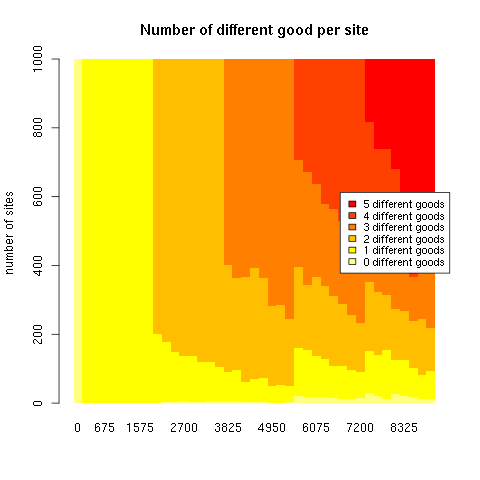 Number of different good per site
number of sites
1000
800
600
400
200
0
5 different goods
4 different goods
3 different goods
2 different goods
1 different goods
0 different goods
0 675 1575 2700 3825 4950 6075 7200 8325